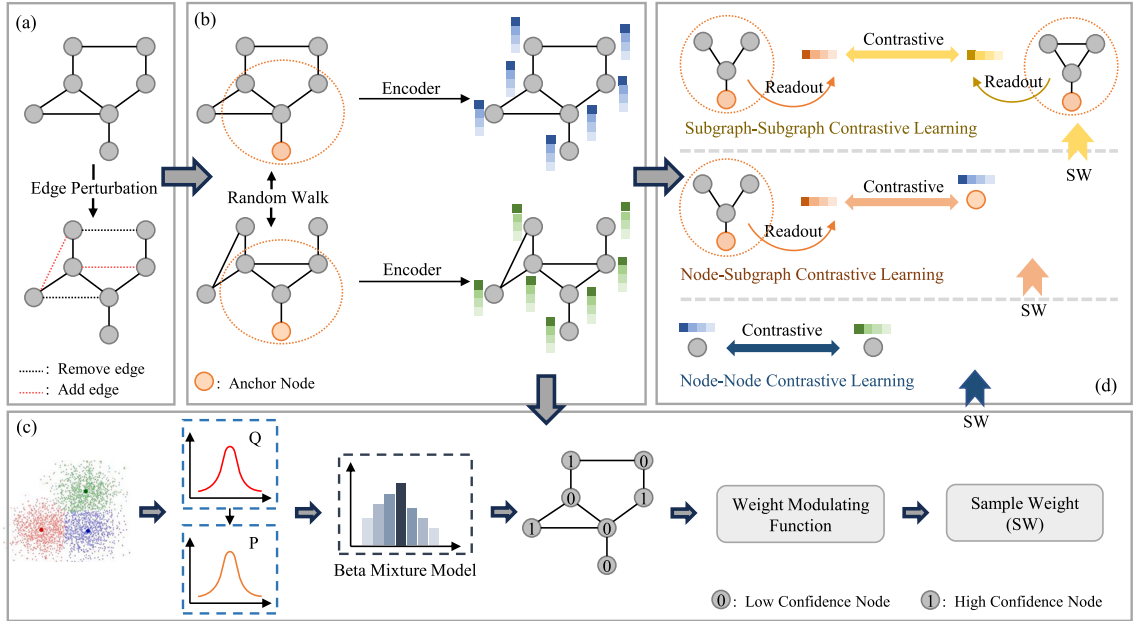 (a)
Edge Perturbation
: Remove edge
: Add edge
(b)
Encoder
Random Walk
Encoder
: Anchor Node
Contrastive
Readout
Readout
Subgraph-Subgraph Contrastive Learning
SW
Contrastive
Readout
Node-Subgraph Contrastive Learning
SW
Contrastive
Node-Node Contrastive Learning
(d)
SW
(c)
Q
P
Beta Mixture Model
1
0
0
1
1
0
0
Weight Modulating
Function
Sample Weight
(SW)
0 : Low Confidence Node
1 : High Confidence Node